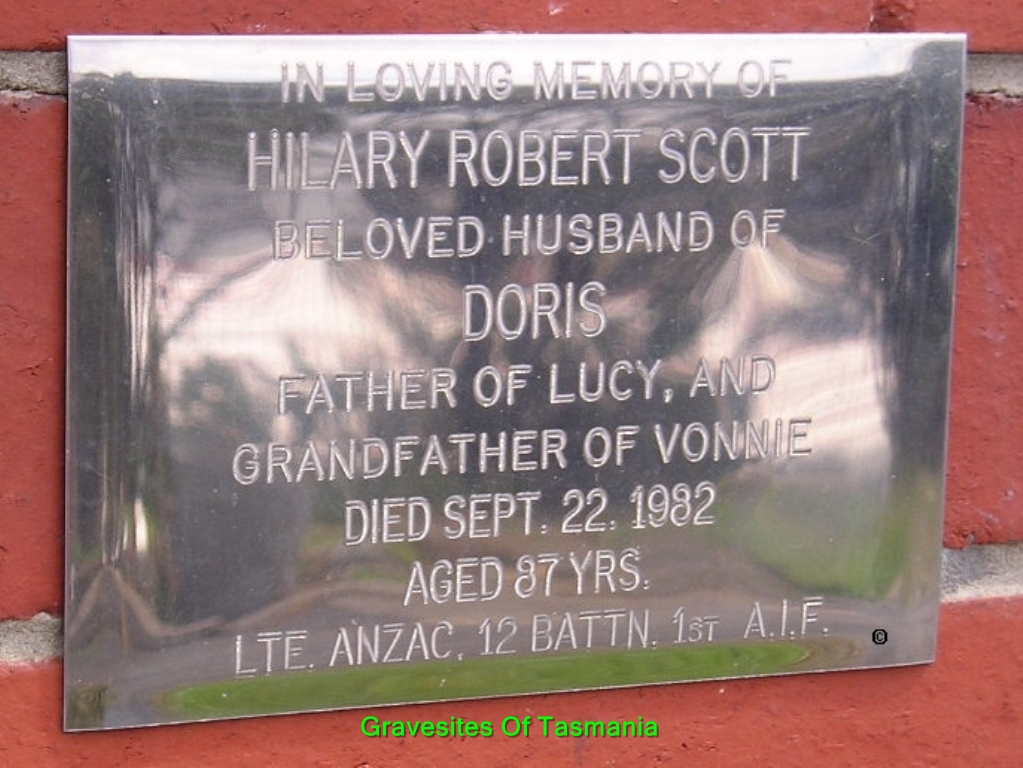 IN LOVING MEMORY OF
HILARY ROBERT SCOTT
BELOVED HUSBAND OF
DORIS
FATHER OF LUCY, AND
GRANDFATHER OF VONNIE
DIED SEPT. 22. 1982
AGED 87 YRS.
LTE. ANZAC, 12 BATTN. 1ST A.I.F.
©
Gravesites Of Tasmania